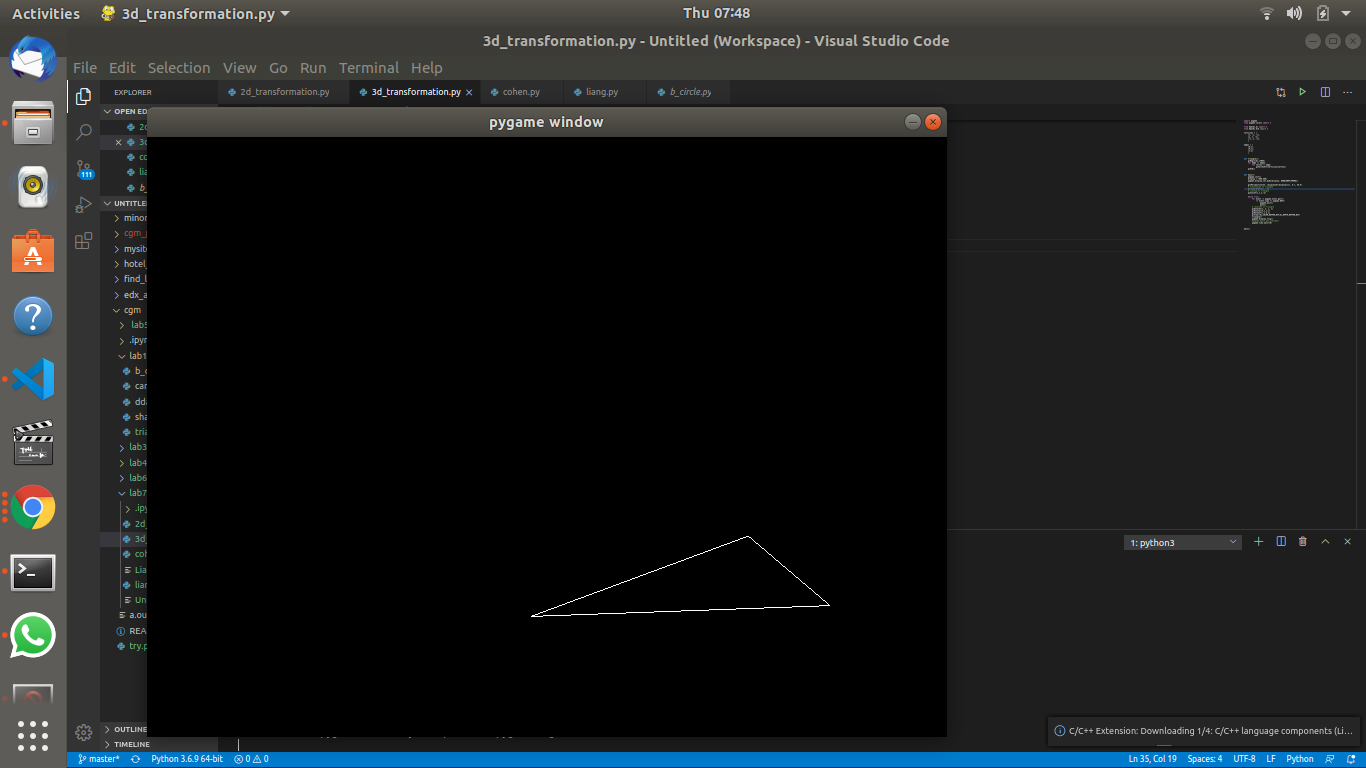 Activities
3d_transformation.py
Thu 07:48
3d_transformation.py - Untitled (Workspace) - Visual Studio Code
File Edit Selection View Go Run Terminal Help
EXPLORER
2d_transformation.py
3d_transformation.py
cohen.py
liang.py
b_circle.py
OPEN ED
pygame window
2d
3d
co
lia
b_
111
UNTITLE
minor
cgm_
mysit
hotel_
find_l
edx_a
cgm
lab5
.ipyn
lab1
b_c
car
dda
sha
tria
lab3
lab4
lab6
lab7
.ipy
2d_
3d_
coh
Lia
lian
Un
a.ou
REA
try.p
1: python3
OUTLINE
TIMELINE
C/C++ Extension: Downloading 1/4: C/C++ language components (Li...
master*
Python 3.6.9 64-bit
0
0
Ln 35, Col 19
Spaces: 4
UTF-8
LF
Python